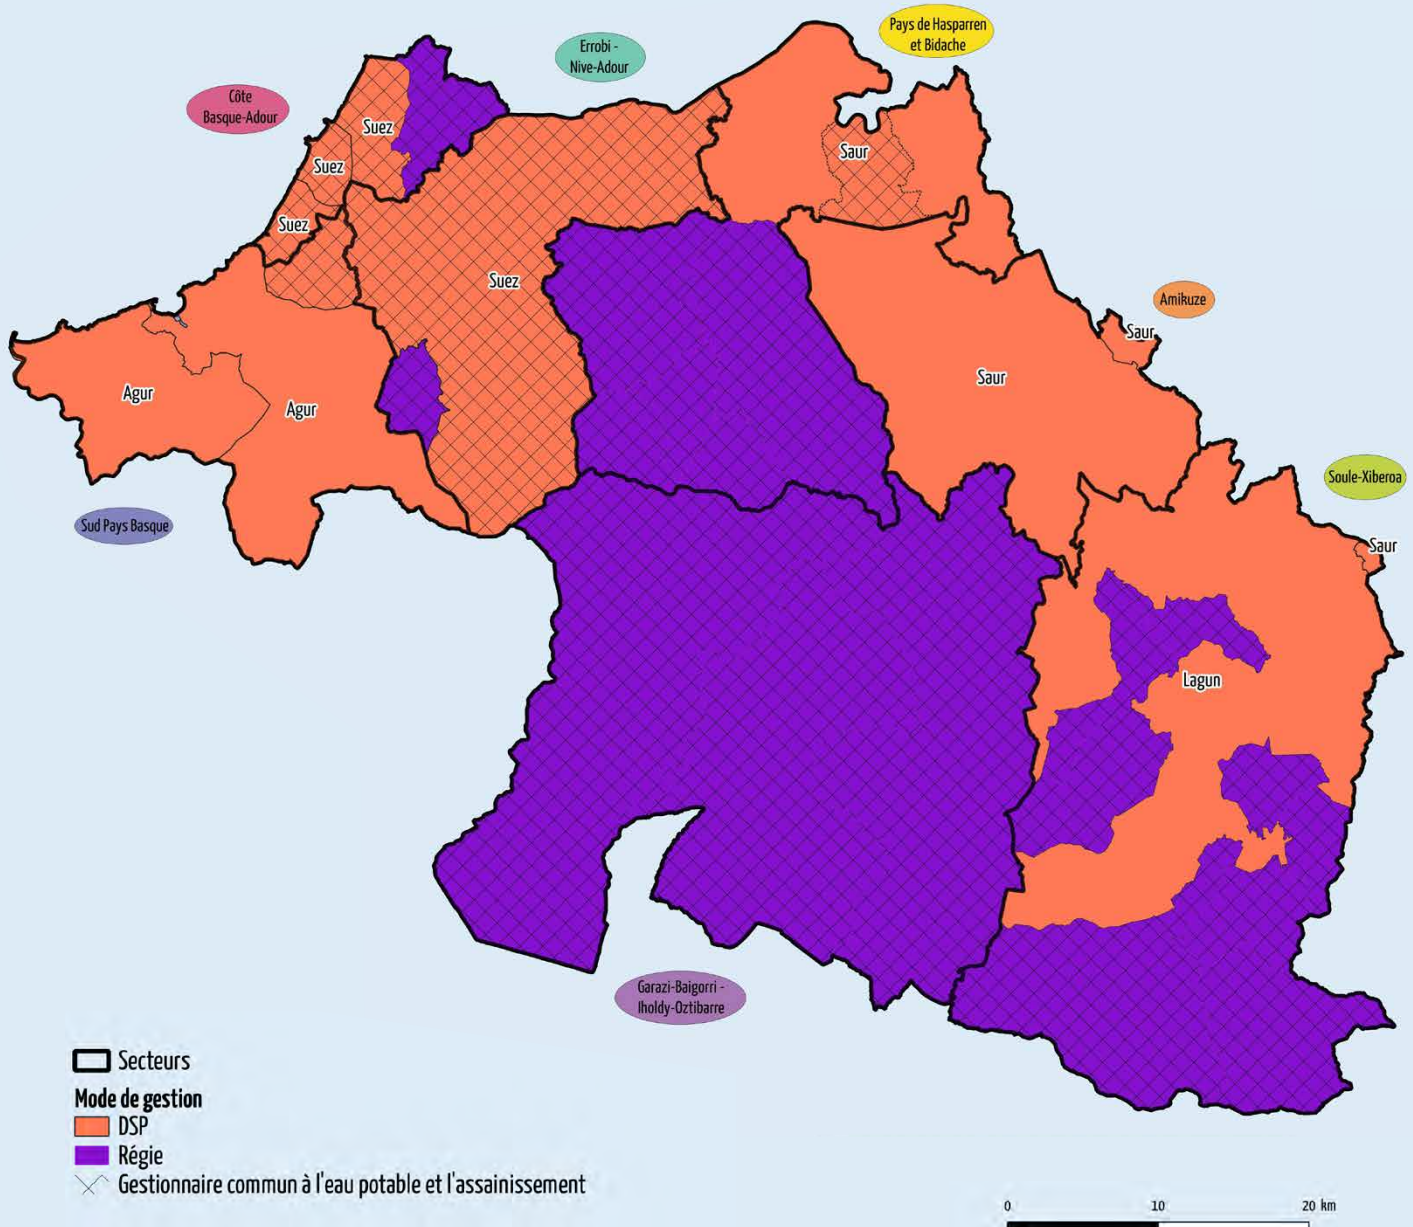 Pays de Hasparren
et Bidache
Errobi -
Nive-Adour
Côte
Basque-Adour
Suez
Saur
Suez
Suez
Suez
Amikuze
Saur
Saur
Agur
Agur
Soule-Xiberoa
Sud Pays Basque
Saur
Lagun
Garazi-Baigorri -
Iholdy-Oztibarre
Secteurs
Mode de gestion
DSP
Régie
Gestionnaire commun à l'eau potable et l'assainissement
0 10 20 km